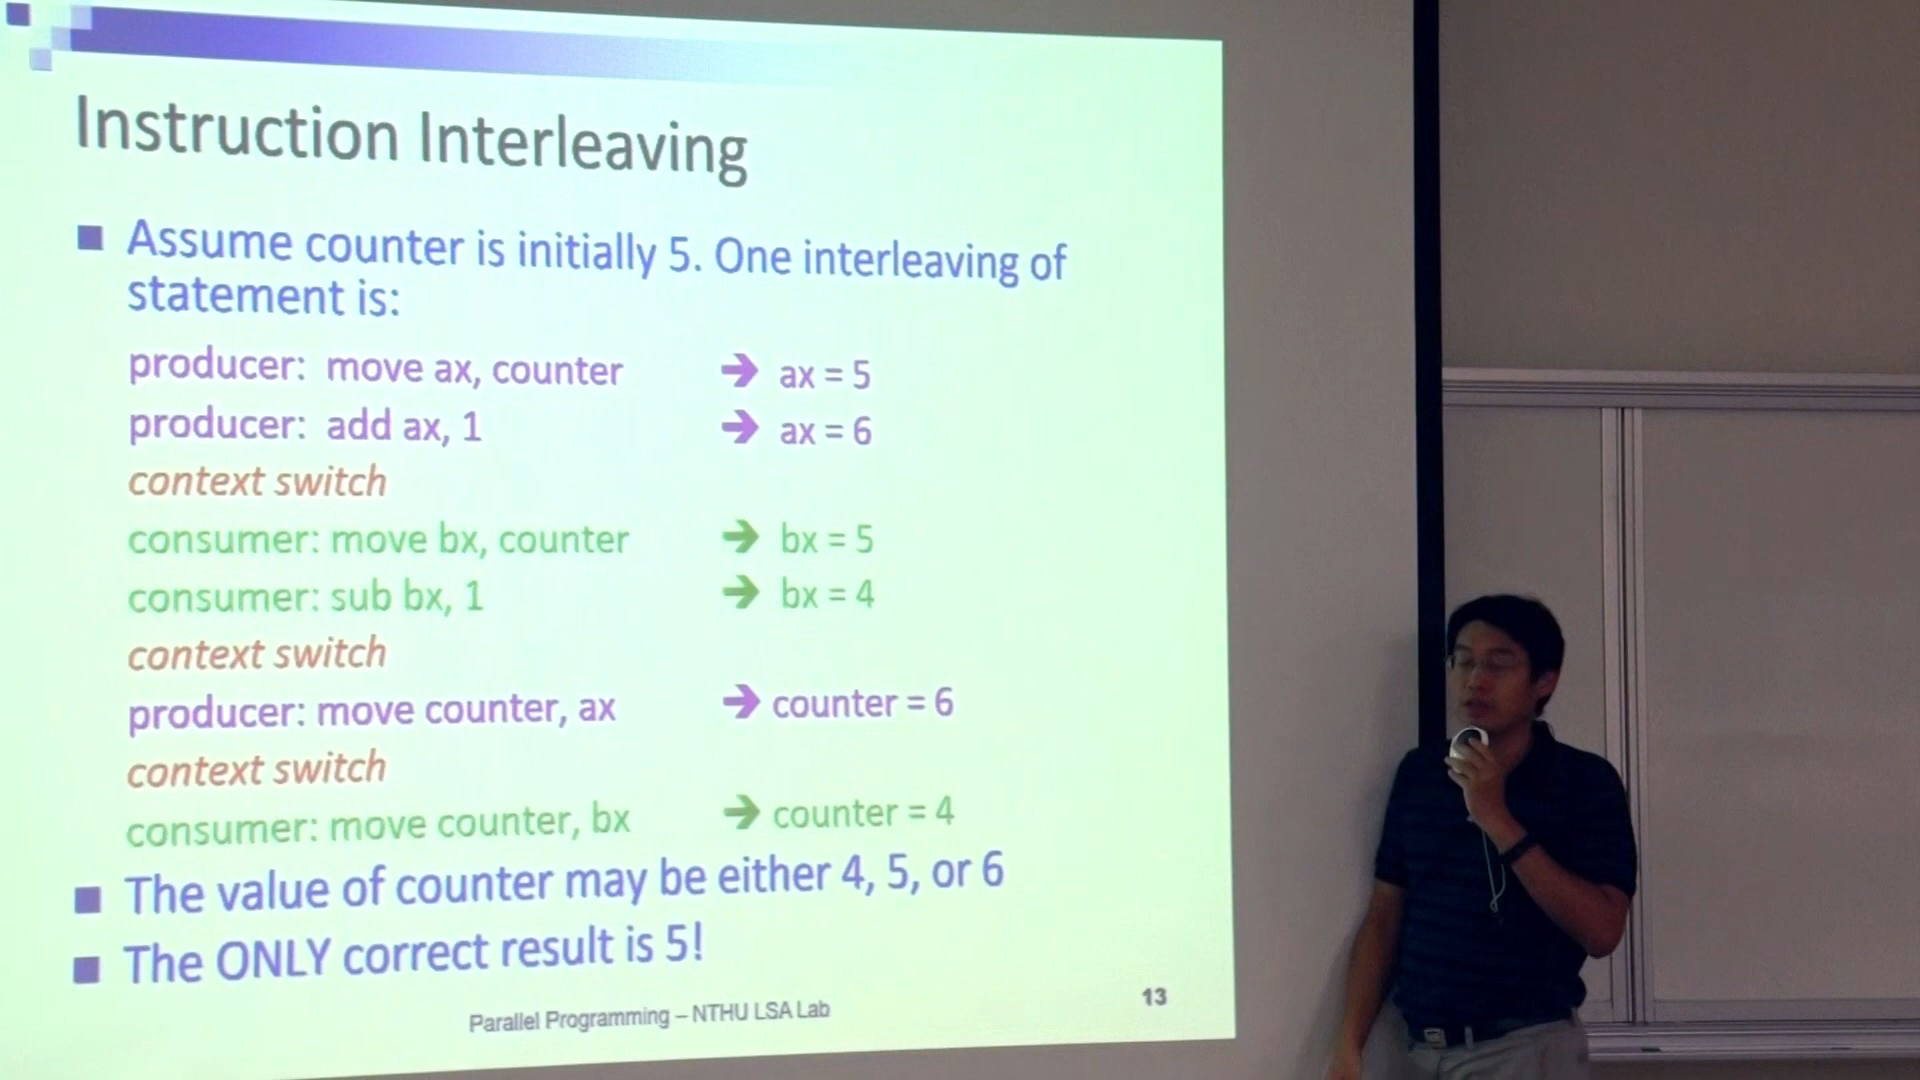 Instruction Interleaving
Assume counter is initially 5. One interleaving of
statement is:
producer: move ax, counter ➔ ax = 5
producer: add ax, 1 ➔ ax = 6
context switch
consumer: move bx, counter ➔ bx = 5
consumer: sub bx, 1 ➔ bx = 4
context switch
producer: move counter, ax ➔ counter = 6
context switch
consumer: move counter, bx ➔ counter = 4
The value of counter may be either 4, 5, or 6
The ONLY correct result is 5!
Parallel Programming – NTHU LSA Lab
13